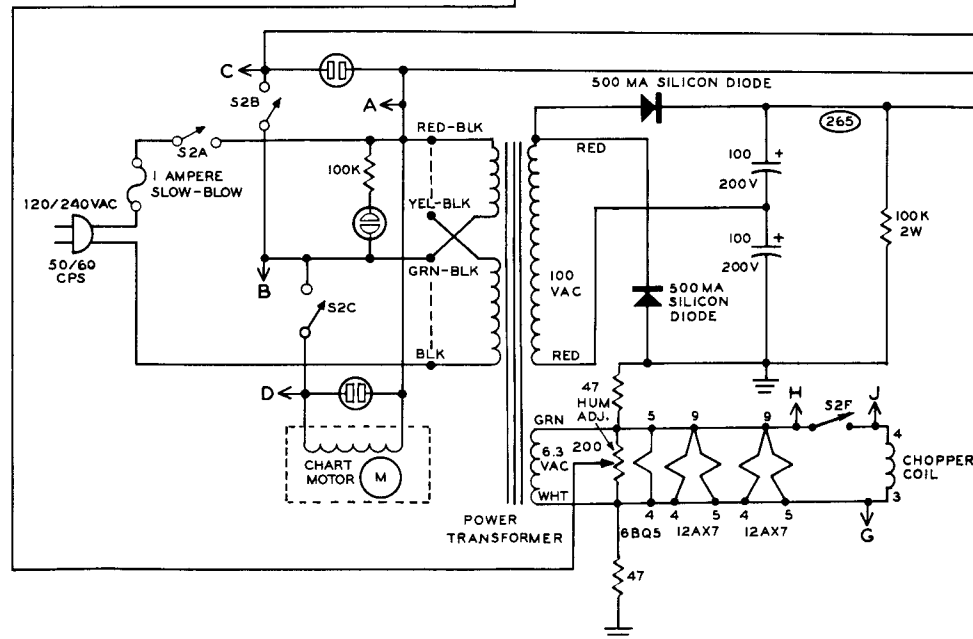 C
S2B
A
500 MA SILICON DIODE
265
RED-BLK
RED
S2A
1 AMPERE
SLOW-BLOW
100K
100
+
200V
120/240VAC
YEL-BLK
100K
2W
50/60
CPS
B
GRN-BLK
100
VAC
100
+
200V
S2C
500 MA
SILICON
DIODE
BLK
RED
D
47
HUM
ADJ.
H
S2F
J
GRN
5
9
9
4
CHART
MOTOR
M
6.3
VAC
200
CHOPPER
COIL
WHT
3
4
4
5
4
5
G
POWER
TRANSFORMER
6BQ5
12AX7
12AX7
47